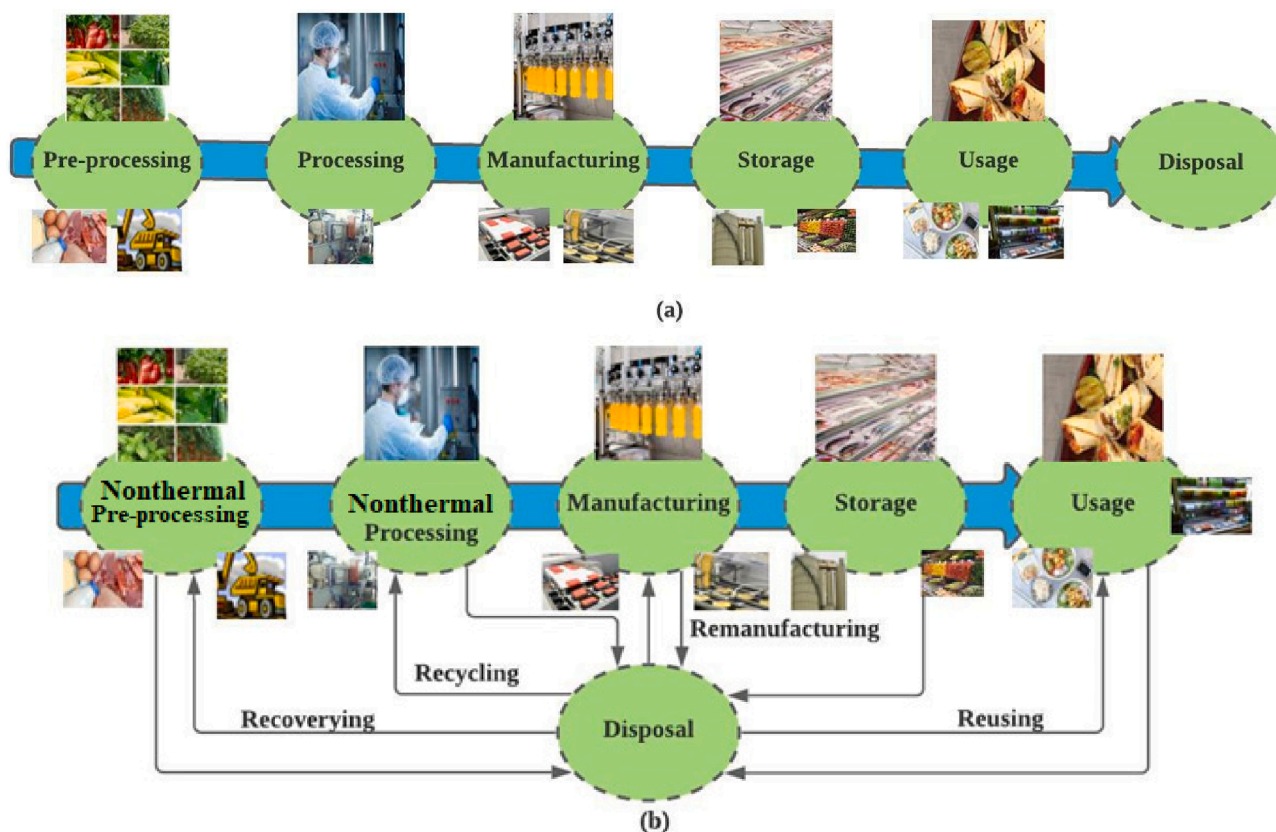 Pre-processing
Processing
Manufacturing
Storage
Usage
Disposal
(a)
Nonthermal
Pre-processing
Nonthermal
Processing
Manufacturing
Storage
Usage
Remanufacturing
Recycling
Recoverying
Reusing
Disposal
(b)